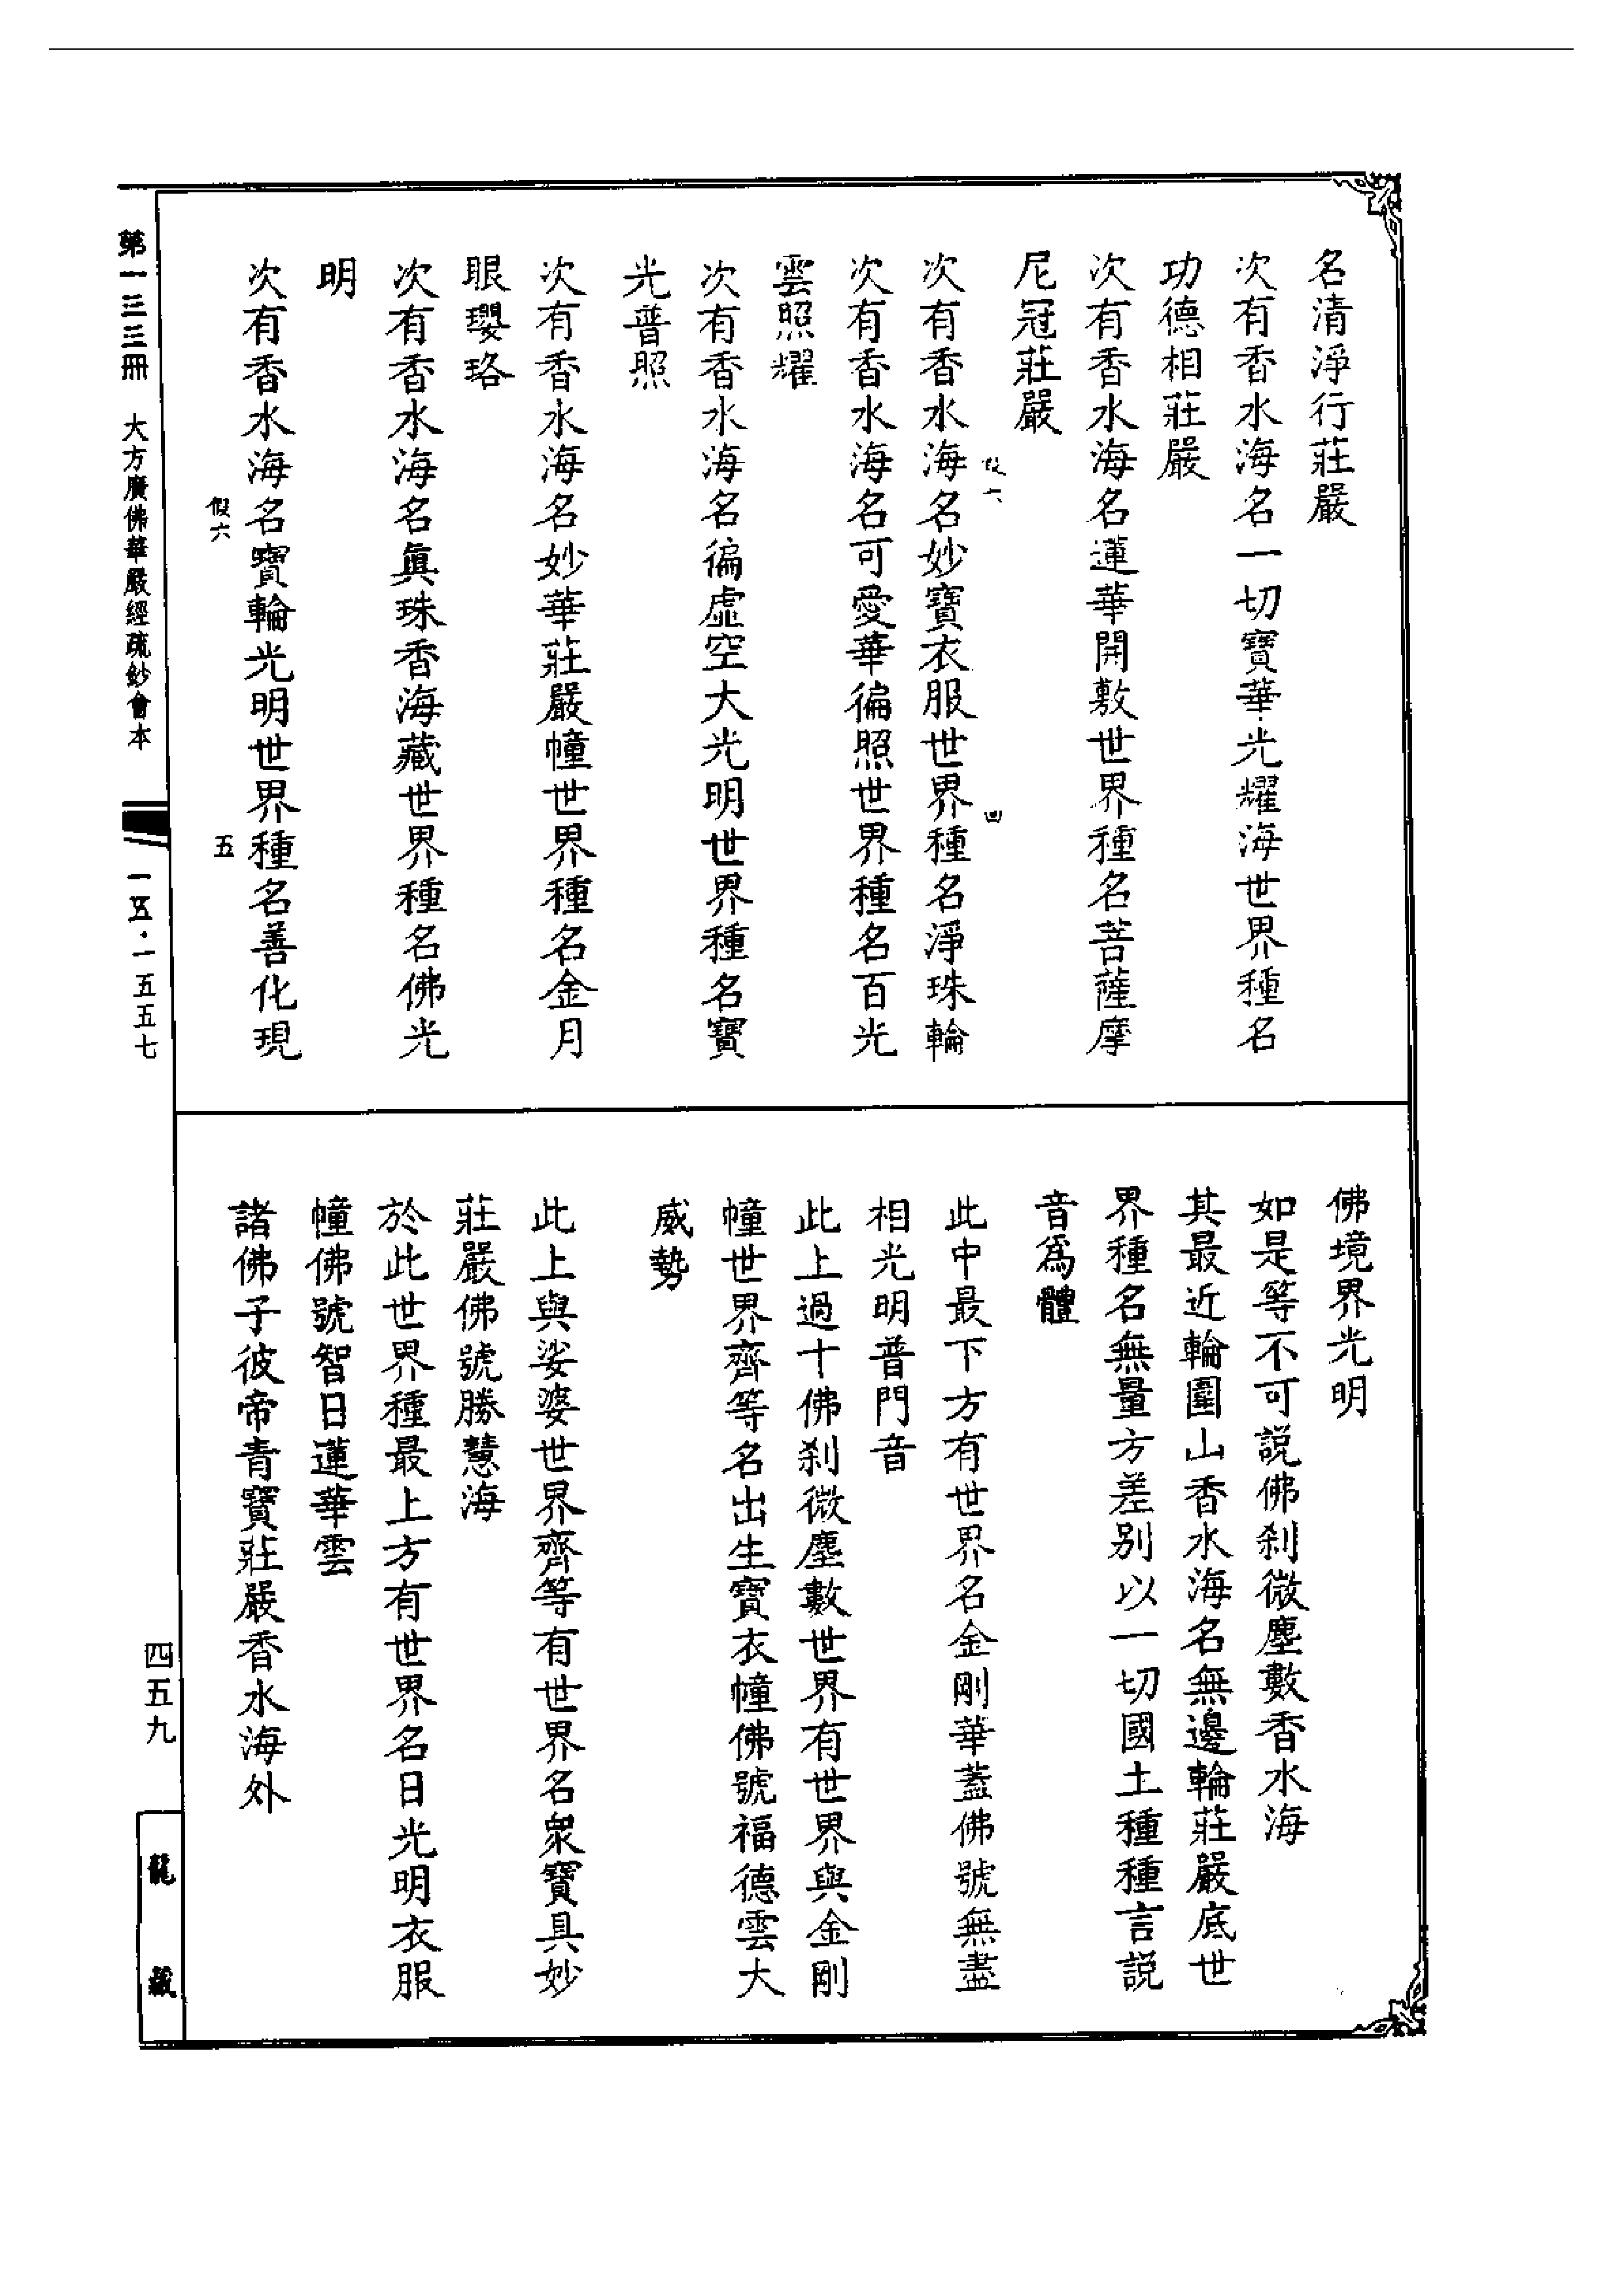 名清淨行莊嚴
次有香水海名一切寶華光耀海世界種名
功德相莊嚴
次有香水海名蓮華開敷世界種名菩薩摩
尼冠莊嚴
假六
四
次有香水海名妙寶衣服世界種名淨珠輪
次有香水海名可愛華徧照世界種名百光
雲照耀
次有香水海名徧虛空大光明世界種名寶
光普照
次有香水海名妙華莊嚴幢世界種名金月
眼瓔珞
次有香水海名眞珠香海藏世界種名佛光
明
次有香水海名寶輪光明世界種名善化現
假六
五
佛境界光明
如是等不可說佛刹微塵數香水海
其最近輪圍山香水海名無邊輪莊嚴底世
界種名無量方差别以一切國土種種言說
音爲體
此中最下方有世界名金剛華蓋佛號無盡
相光明普門音
此上過十佛刹微塵數世界有世界與金剛
幢世界齊等名出生寶衣幢佛號福德雲大
威勢
此上與娑婆世界齊等有世界名衆寶具妙
莊嚴佛號勝慧海
於此世界種最上方有世界名日光明衣服
幢佛號智日蓮華雲
諸佛子彼帝青寶莊嚴香水海外
第一三三冊 大方廣佛華嚴經疏鈔會本
一五·一五五七
四五九
龍藏